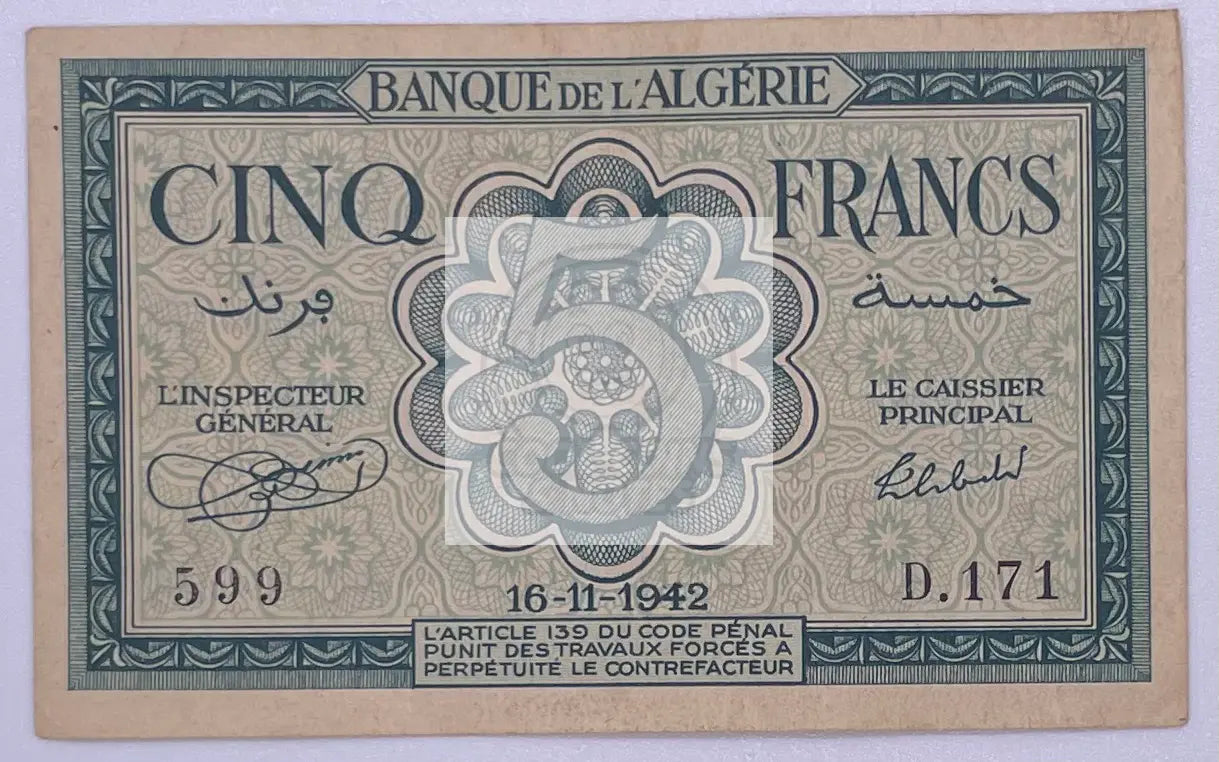 BANQUE DE L'ALGÉRIE
CINQ FRANCS
5
فرنك
خمسة
L'INSPECTEUR
GÉNÉRAL
LE CAISSIER
PRINCIPAL
599
16-11-1942
D.171
L'ARTICLE 139 DU CODE PÉNAL
PUNIT DES TRAVAUX FORCÉS A
PERPÉTUITÉ LE CONTREFACTEUR